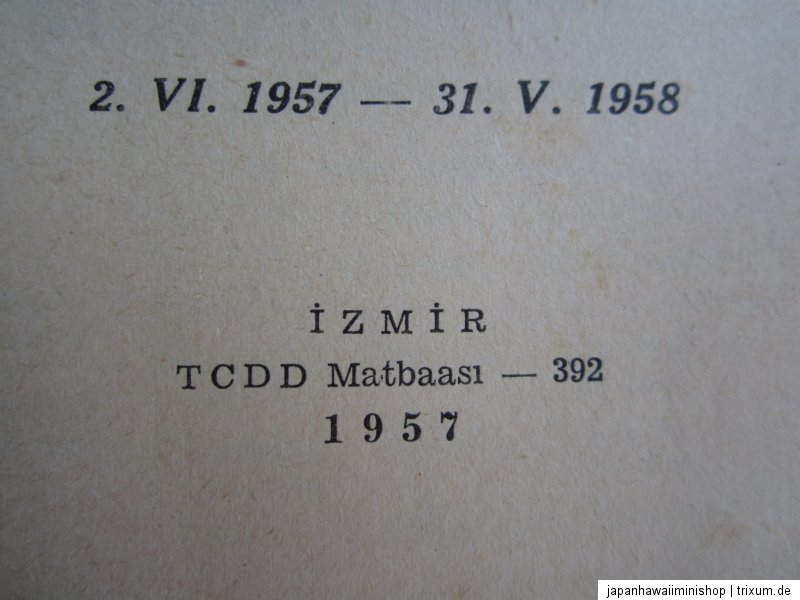 2. VI. 1957 — 31. V. 1958
İZMİR
TCDD Matbaası — 392
1957
japanhawaiiminishop | trixum.de